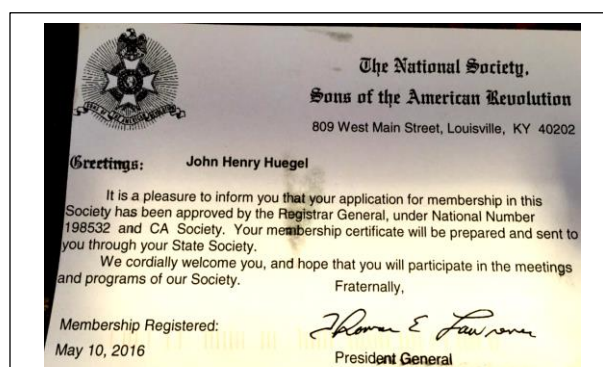 The National Society,
Sons of the American Revolution
809 West Main Street, Louisville, KY 40202
Greetings: John Henry Huegel
It is a pleasure to inform you that your application for membership in this
Society has been approved by the Registrar General, under National Number
198532 and CA Society. Your membership certificate will be prepared and sent to
you through your State Society.
We cordially welcome you, and hope that you will participate in the meetings
and programs of our Society.
Fraternally,
Membership Registered:
Thomas E Lawrence
May 10, 2016
President General